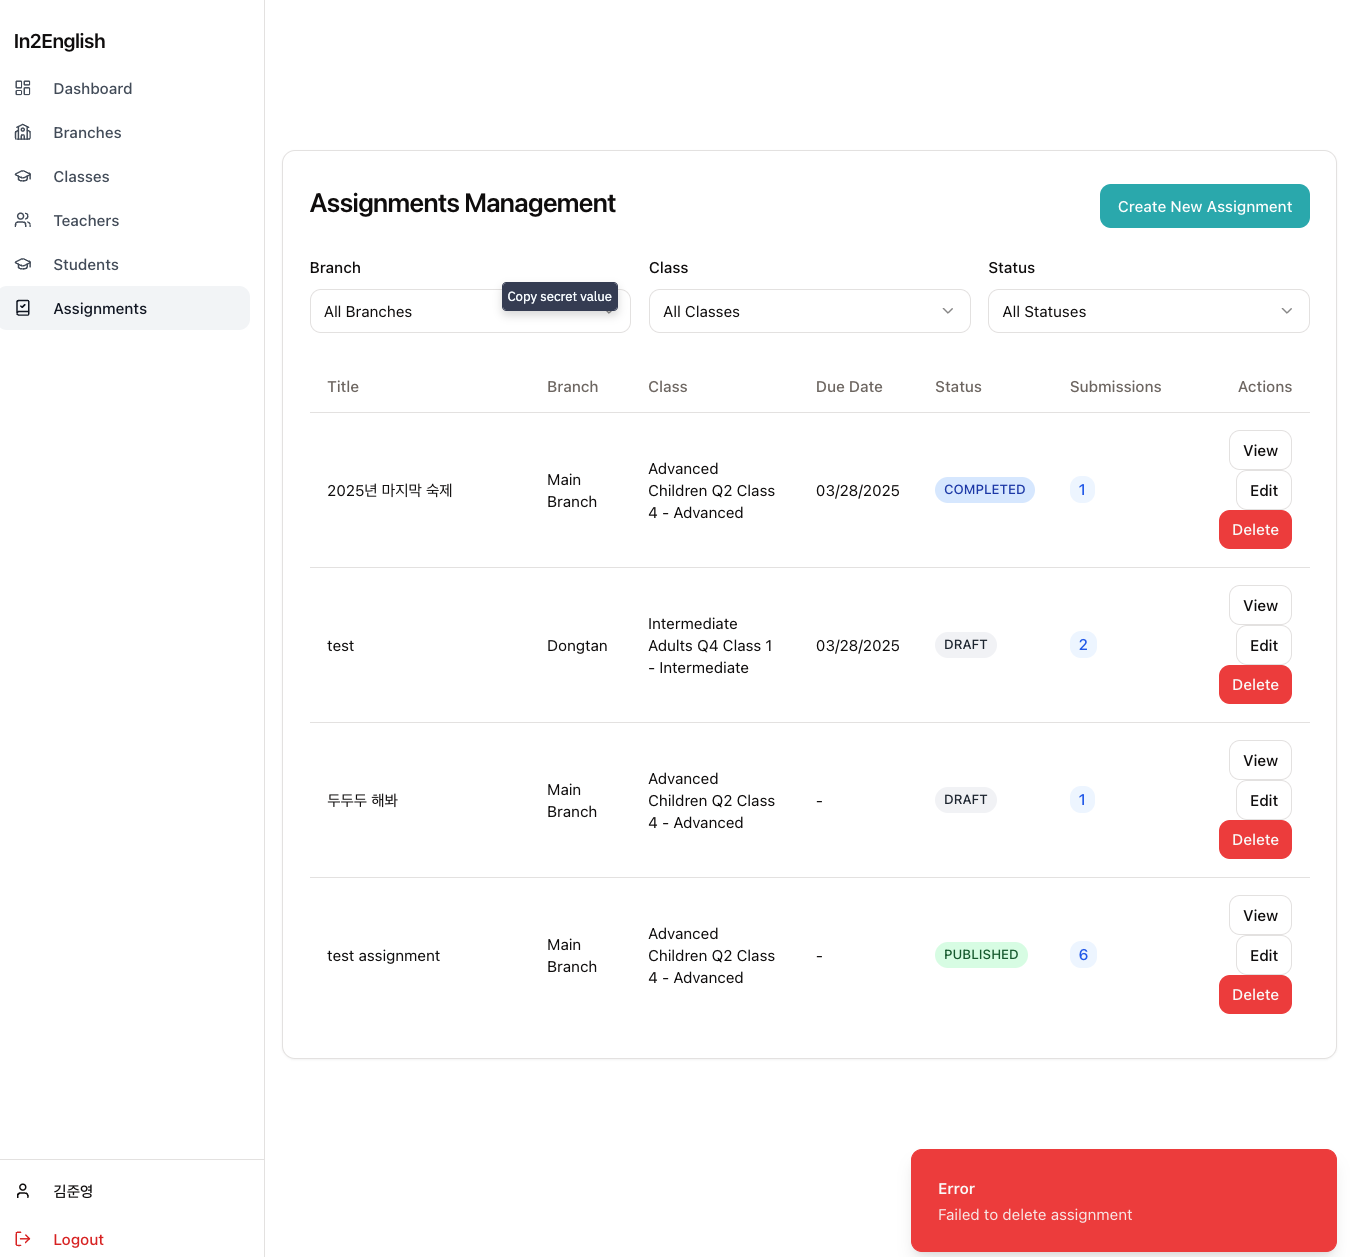 In2English
Dashboard
Branches
Classes
Teachers
Students
Assignments
Assignments Management
Create New Assignment
Branch
Class
Status
All Branches
Copy secret value
All Classes
All Statuses
Title
Branch
Class
Due Date
Status
Submissions
Actions
2025년 마지막 숙제
Main
Branch
Advanced
Children Q2 Class
4 - Advanced
03/28/2025
COMPLETED
1
View
Edit
Delete
test
Dongtan
Intermediate
Adults Q4 Class 1
- Intermediate
03/28/2025
DRAFT
2
View
Edit
Delete
두두두 해봐
Main
Branch
Advanced
Children Q2 Class
4 - Advanced
-
DRAFT
1
View
Edit
Delete
test assignment
Main
Branch
Advanced
Children Q2 Class
4 - Advanced
-
PUBLISHED
6
View
Edit
Delete
김준영
Logout
Error
Failed to delete assignment